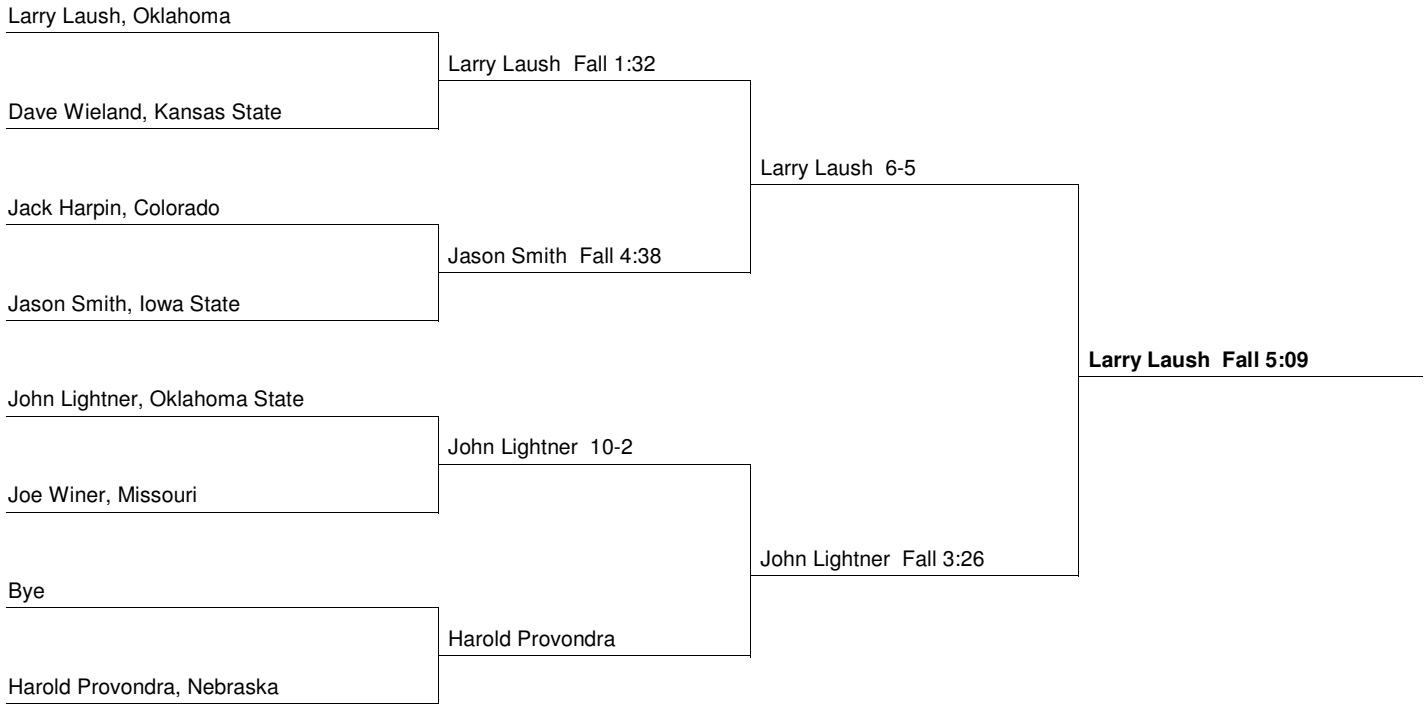 Larry Laush, Oklahoma
Larry Laush  Fall 1:32
Dave Wieland, Kansas State
Larry Laush  6-5
Jack Harpin, Colorado
Jason Smith  Fall 4:38
Jason Smith, Iowa State
Larry Laush  Fall 5:09
John Lightner, Oklahoma State
John Lightner  10-2
Joe Winer, Missouri
John Lightner  Fall 3:26
Bye
Harold Provondra
Harold Provondra, Nebraska